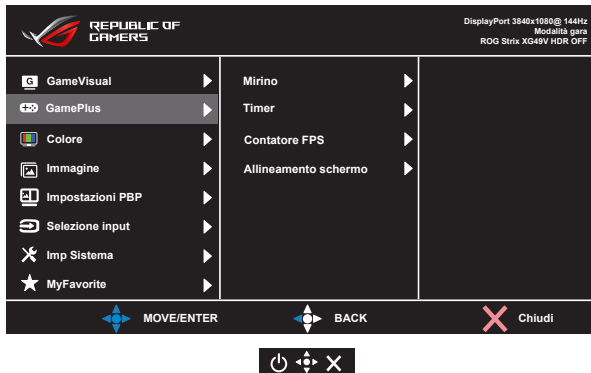 REPUBLIC OF
GAMERS
DisplayPort 3840x1080@ 144Hz
Modalità gara
ROG Strix XG49V HDR OFF
G GameVisual
GamePlus
Colore
Immagine
Impostazioni PBP
Selezione input
Imp Sistema
MyFavorite
Mirino
Timer
Contatore FPS
Allineamento schermo
MOVE/ENTER
BACK
Chiudi